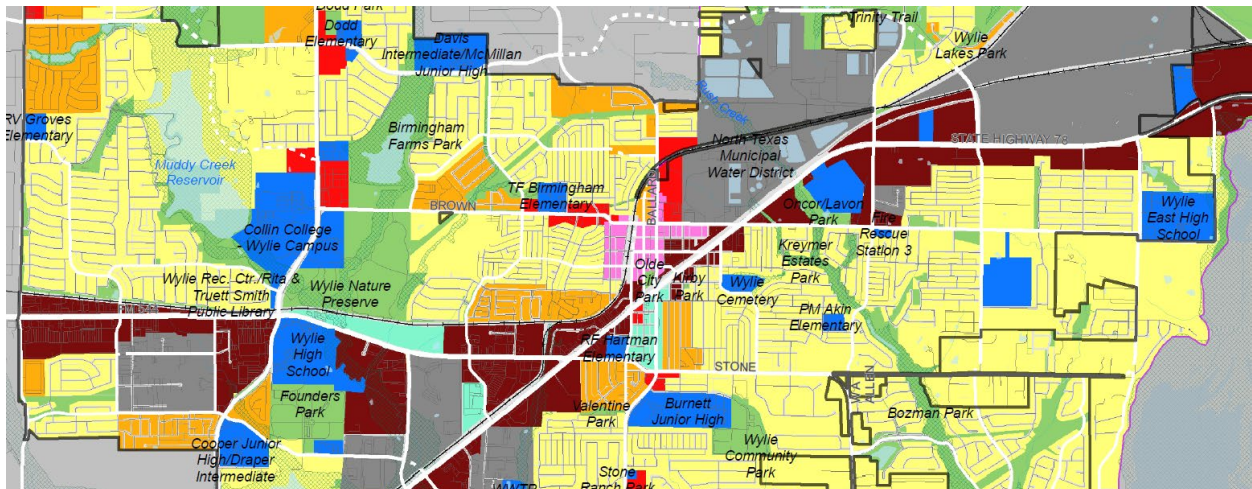 Dodd Park
Dodd
Elementary
Davis
Intermediate/McMillan
Junior High
Trinity Trail
Wylie
Lakes Park
RV Groves
Elementary
Muddy Creek
Reservoir
Birmingham
Farms Park
Rush Creek
North Texas
Municipal
Water District
STATE HIGHWAY 78
BROWN
TF Birmingham
Elementary
BALLARD
Collin College
- Wylie Campus
Oncor/Lavon
Park
Fire
Rescue
Station 3
Wylie
East High
School
Kreymer
Estates
Park
Wylie Rec. Ctr./Rita &
Truett Smith
Public Library
Wylie Nature
Preserve
Olde
City
Park
Kirby
Park
Wylie
Cemetery
PM Akin
Elementary
Wylie
High
School
RF Hartman
Elementary
STONE
Founders
Park
Valentine
Park
Burnett
Junior High
WA
ALLEN
Bozman Park
Cooper Junior
High/Draper
Intermediate
Wylie
Community
Park
Stone
Ranch Park
WWTP